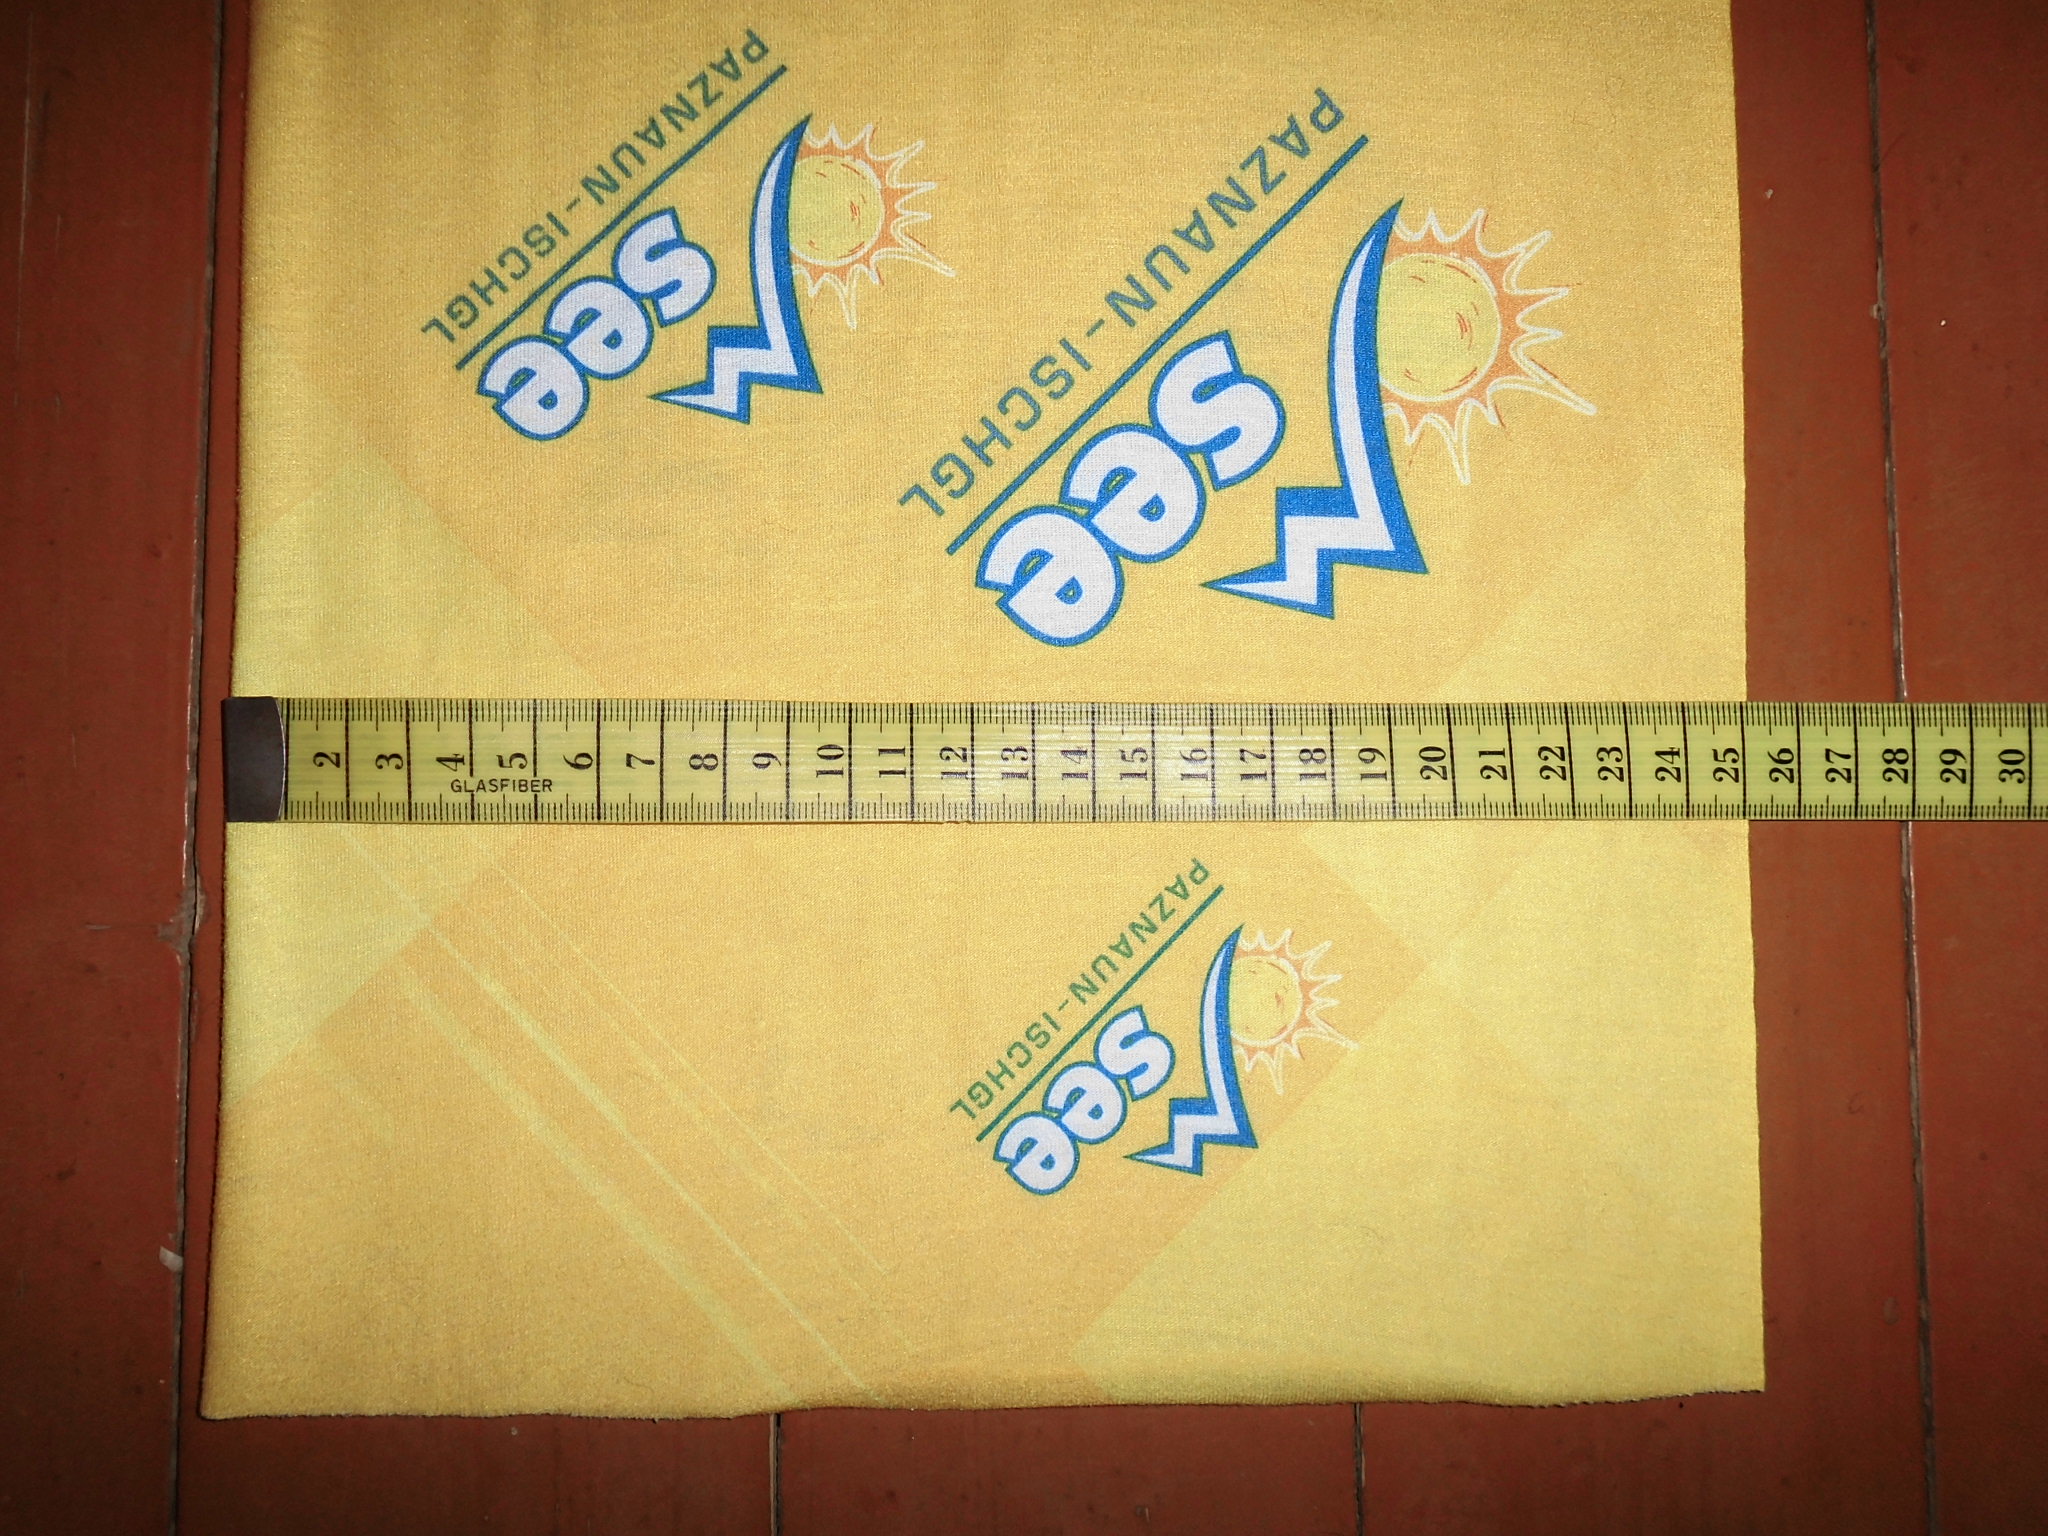 PAZNAUN-ISCHGL
see
PAZNAUN-ISCHGL
see
2 3 4 5 6 7 8 9 10 11 12 13 14 15 16 17 18 19 20 21 22 23 24 25 26 27 28 29 30
GLASFIBER
PAZNAUN-ISCHGL
see